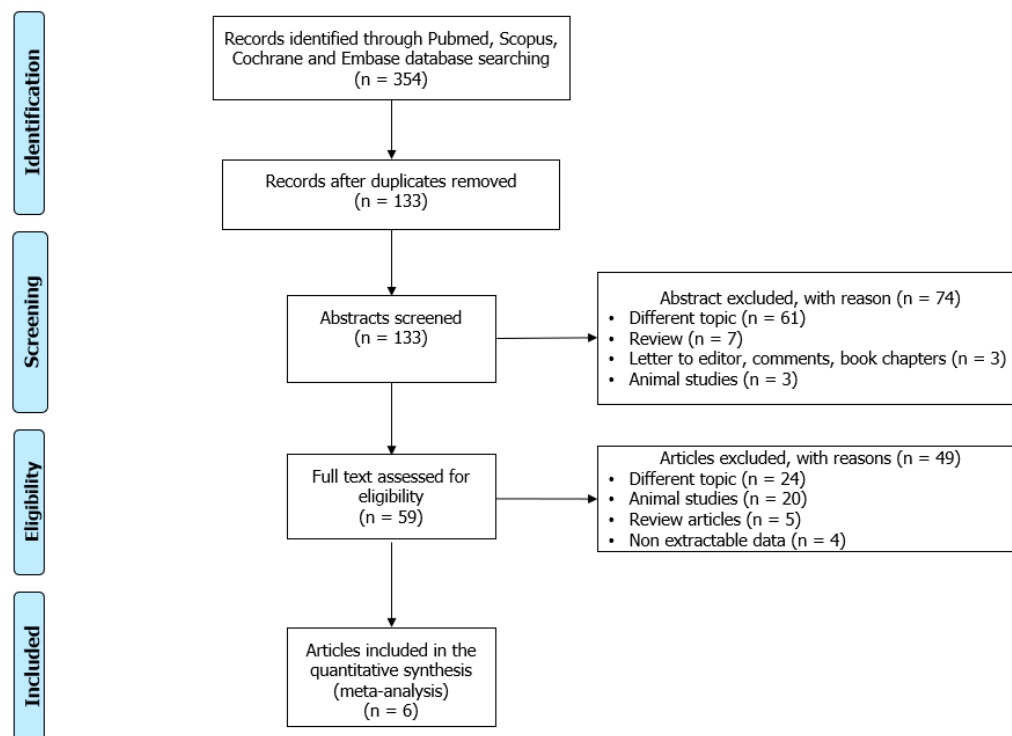 Identification
Records identified through Pubmed, Scopus,
Cochrane and Embase database searching
(n = 354)
Records after duplicates removed
(n = 133)
Screening
Abstracts screened
(n = 133)
Abstract excluded, with reason (n = 74)
• Different topic (n = 61)
• Review (n = 7)
• Letter to editor, comments, book chapters (n = 3)
• Animal studies (n = 3)
Eligibility
Full text assessed for
eligibility
(n = 59)
Articles excluded, with reasons (n = 49)
• Different topic (n = 24)
• Animal studies (n = 20)
• Review articles (n = 5)
• Non extractable data (n = 4)
Included
Articles included in the
quantitative synthesis
(meta-analysis)
(n = 6)